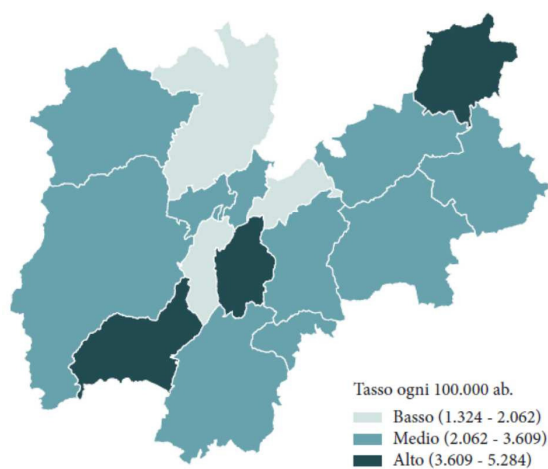 Tasso ogni 100.000 ab.
Basso (1.324 - 2.062)
Medio (2.062 - 3.609)
Alto (3.609 - 5.284)